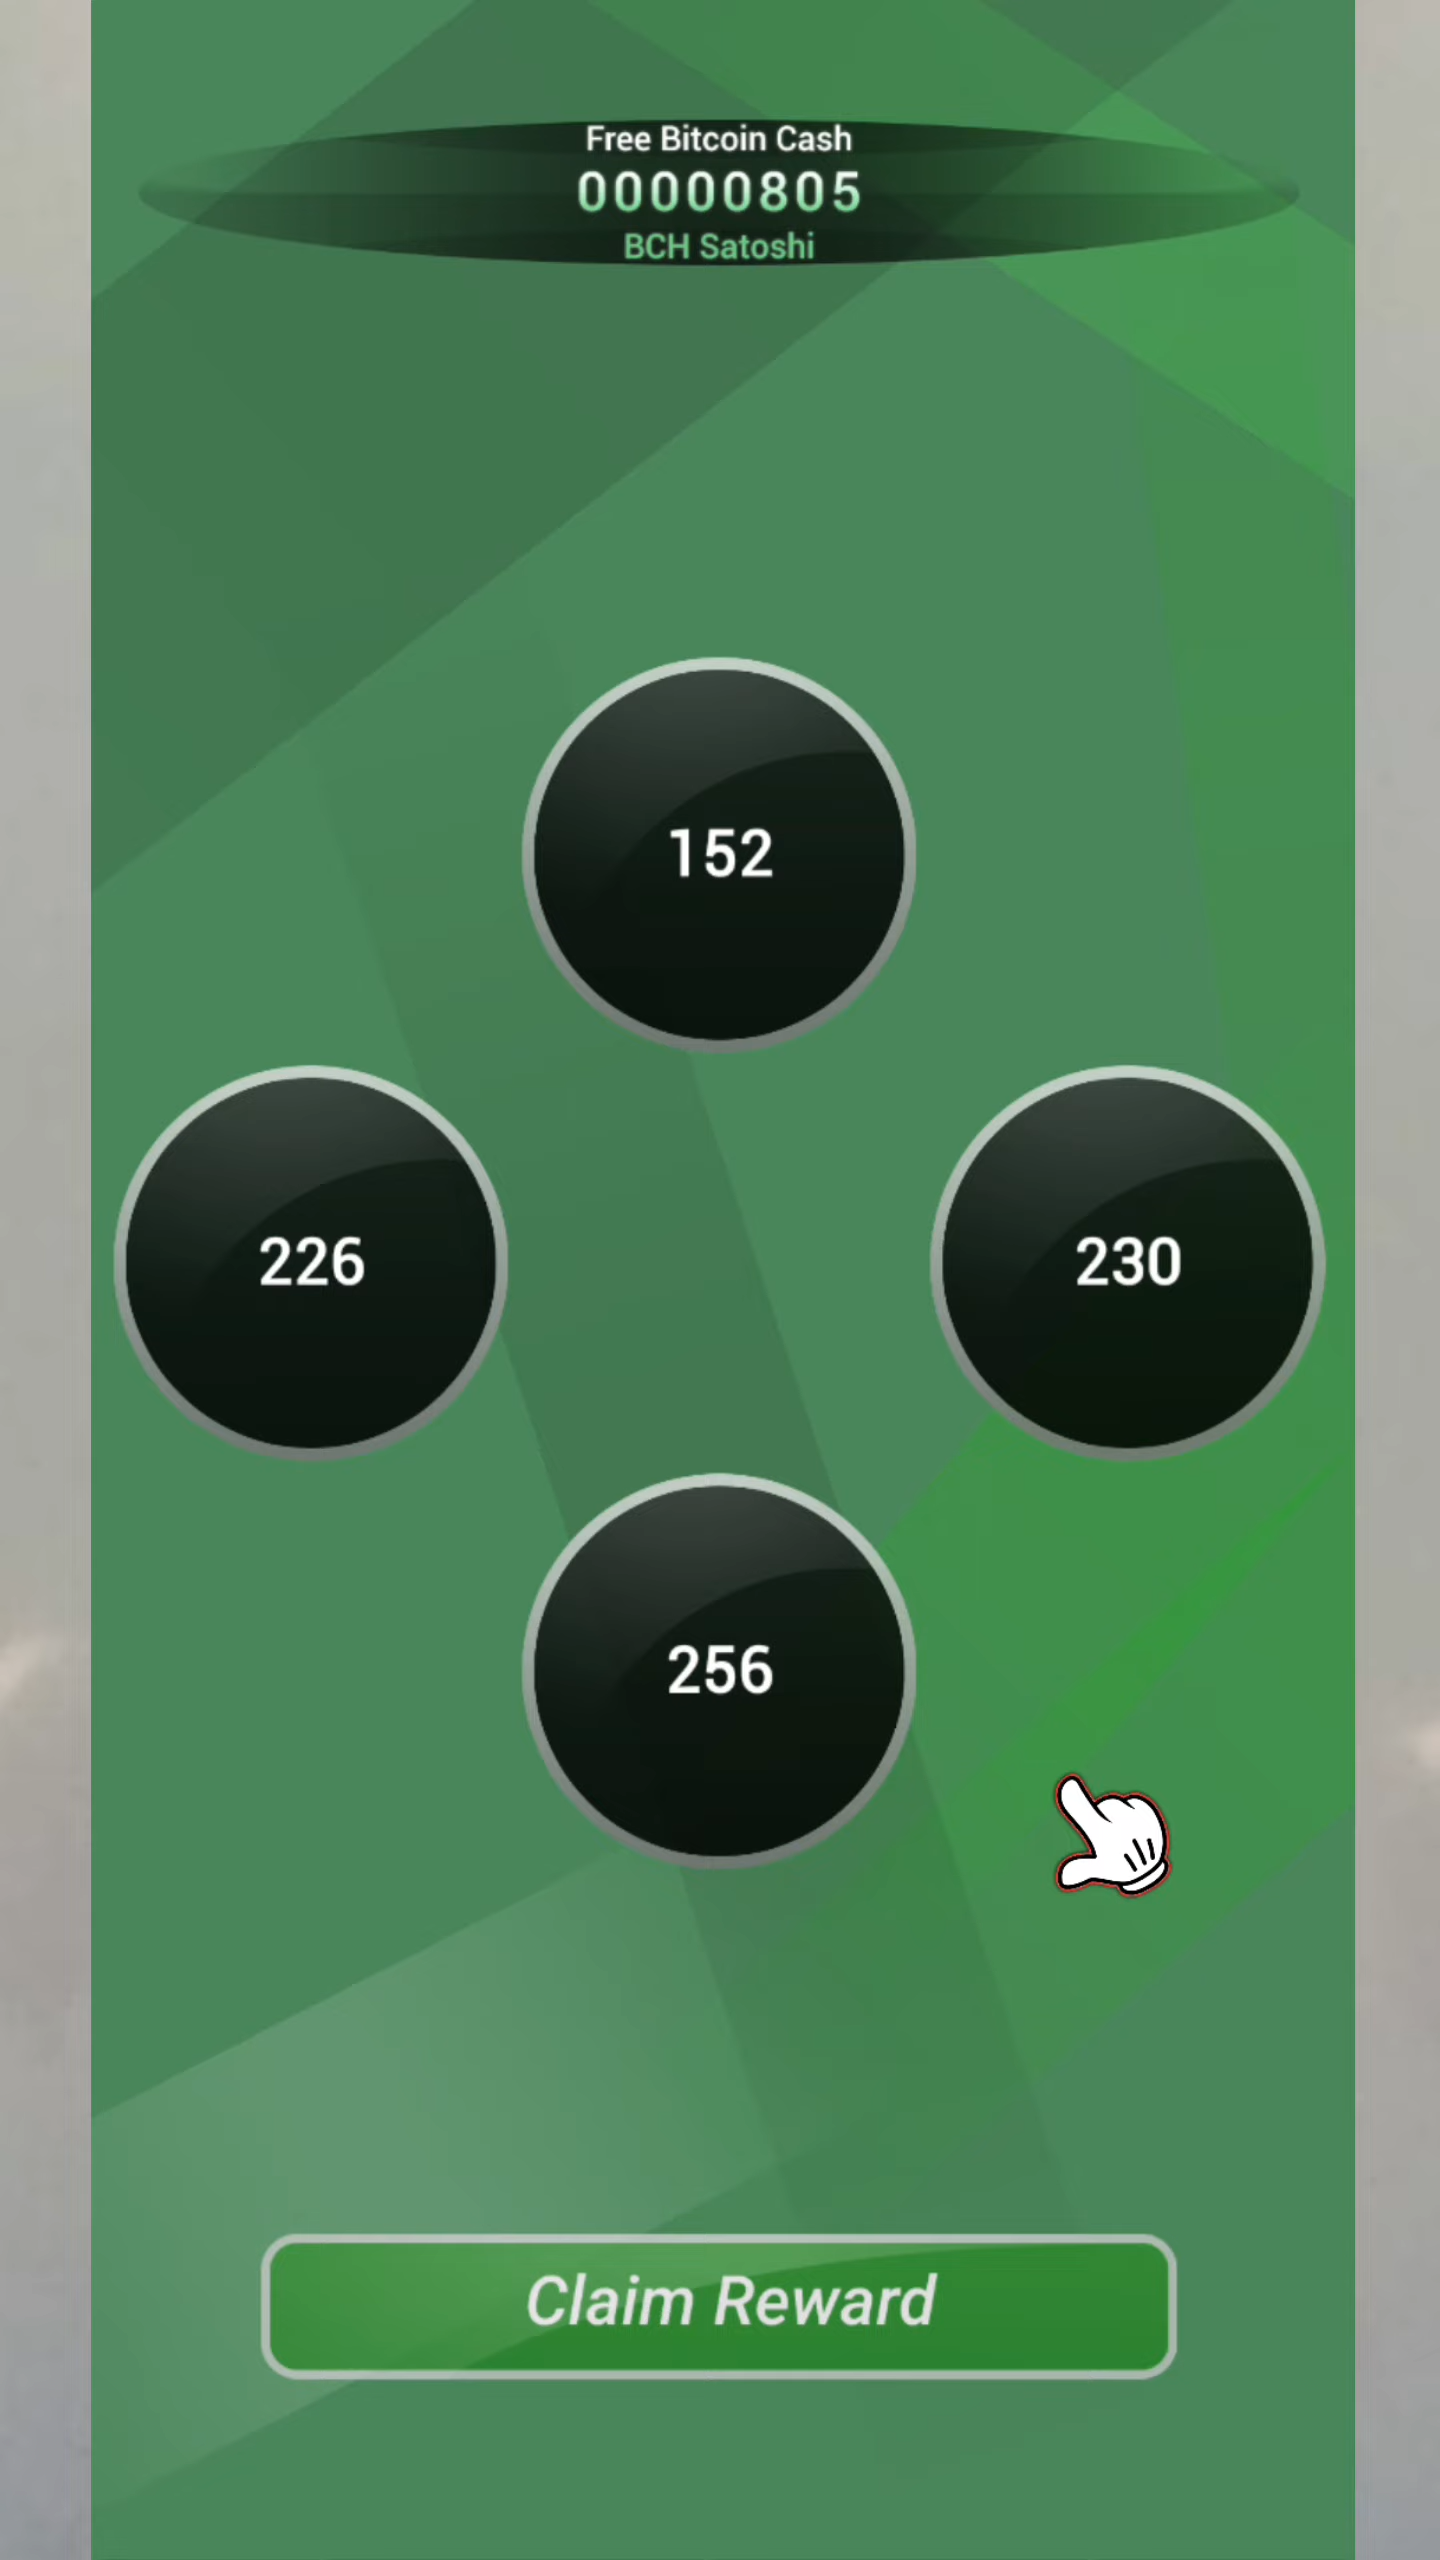 Free Bitcoin Cash
00000805
BCH Satoshi
152
226
230
256
Claim Reward